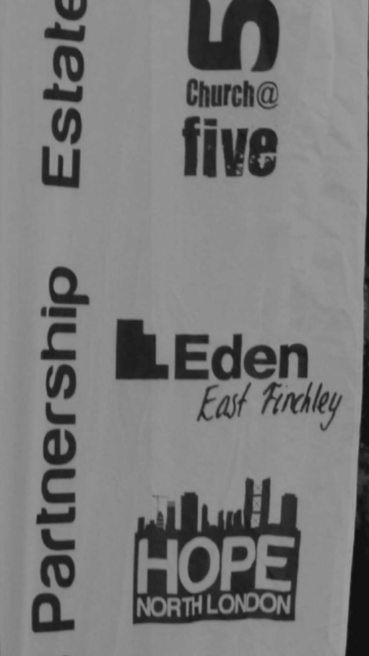 Partnership Estate
5
Church@
five
Eden
East Finchley
HOPE
NORTH LONDON